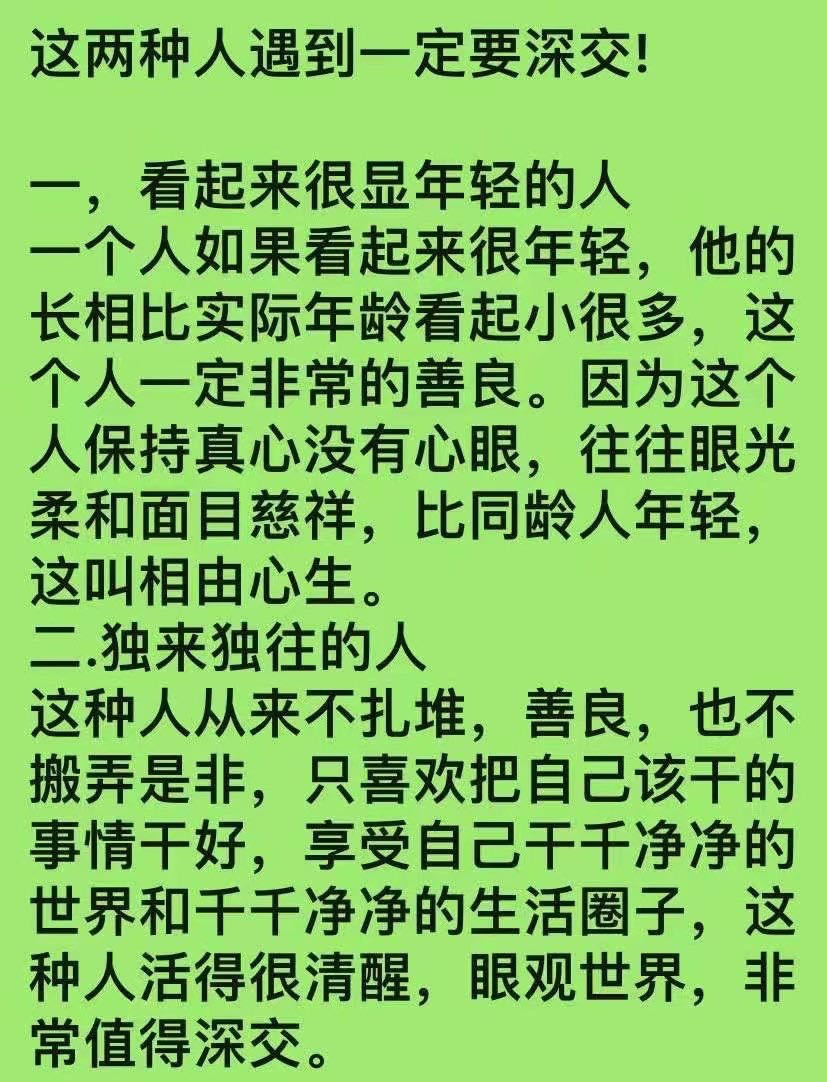 这两种人遇到一定要深交!
一，看起来很显年轻的人
一个人如果看起来很年轻，他的
长相比实际年龄看起小很多，这
个人一定非常的善良。因为这个
人保持真心没有心眼，往往眼光
柔和面目慈祥，比同龄人年轻，
这叫相由心生。
二.独来独往的人
这种人从来不扎堆，善良，也不
搬弄是非，只喜欢把自己该干的
事情干好，享受自己干千净净的
世界和千千净净的生活圈子，这
种人活得很清醒，眼观世界，非
常值得深交。